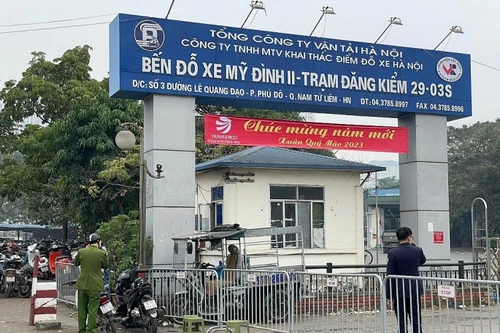 TỔNG CÔNG TY VẬN TẢI HÀ NỘI
CÔNG TY TNHH MTV KHAI THÁC ĐIỂM ĐỖ XE HÀ NỘI
BẾN ĐỖ XE MỸ ĐÌNH II - TRẠM ĐĂNG KIỂM 29-03S
Đ/C: SỐ 3 ĐƯỜNG LÊ QUANG ĐẠO - P.PHÚ ĐÔ - Q.NAM TỪ LIÊM - HN ĐT: 04.3785.8997 FAX 04.3785.8996
TRANSERCO
Chúc mừng năm mới
Xuân Quý Mão 2023